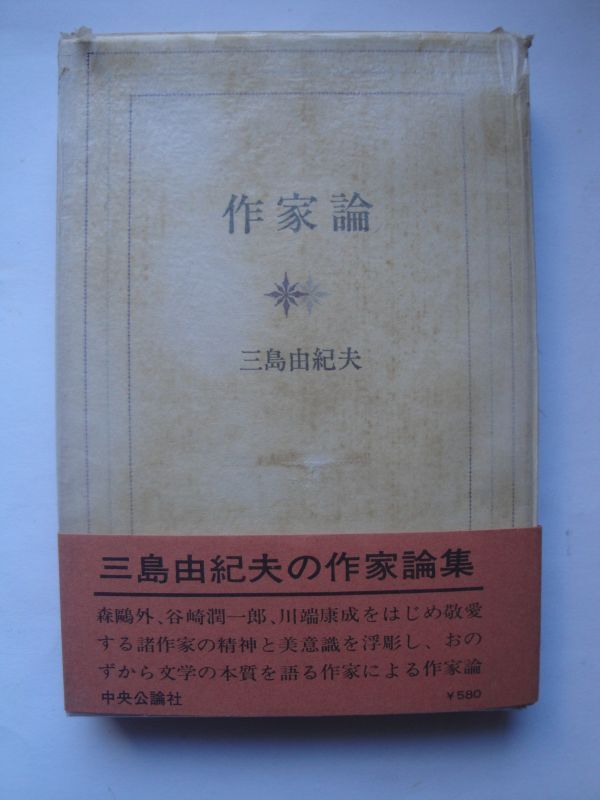 作家論
三島由紀夫
三島由紀夫の作家論集
森鷗外、谷崎潤一郎、川端康成をはじめ敬愛
する諸作家の精神と美意識を浮彫し、おの
ずから文学の本質を語る作家による作家論
中央公論社
￥580